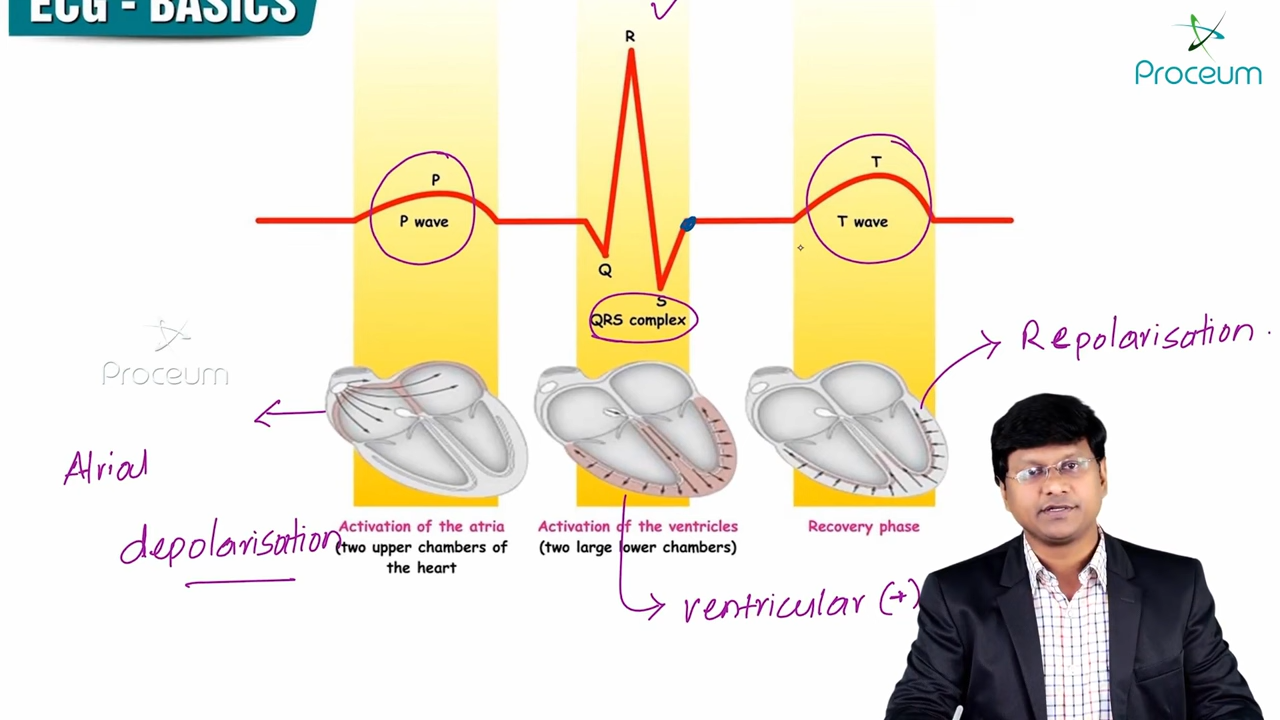 ECG - BASICS
Proceum
R
P
T
P wave
T wave
Q
S
QRS complex
Repolarisation.
Proceum
Atrial
depolarisation
Activation of the atria
(two upper chambers of
the heart
Activation of the ventricles
(two large lower chambers)
Recovery phase
ventricular (+)